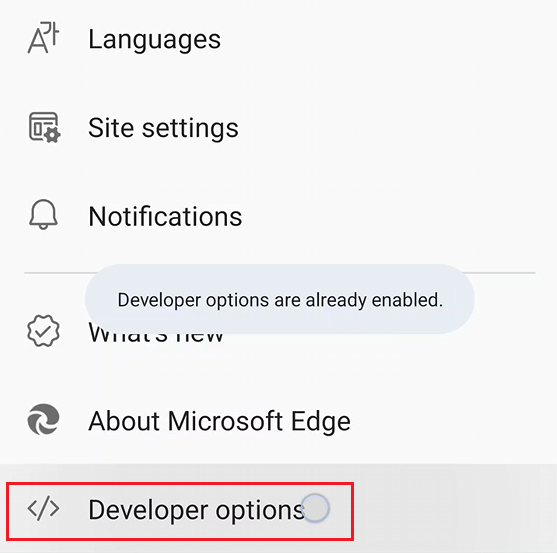 Languages
Site settings
Notifications
Developer options are already enabled.
What's new
About Microsoft Edge
Developer options